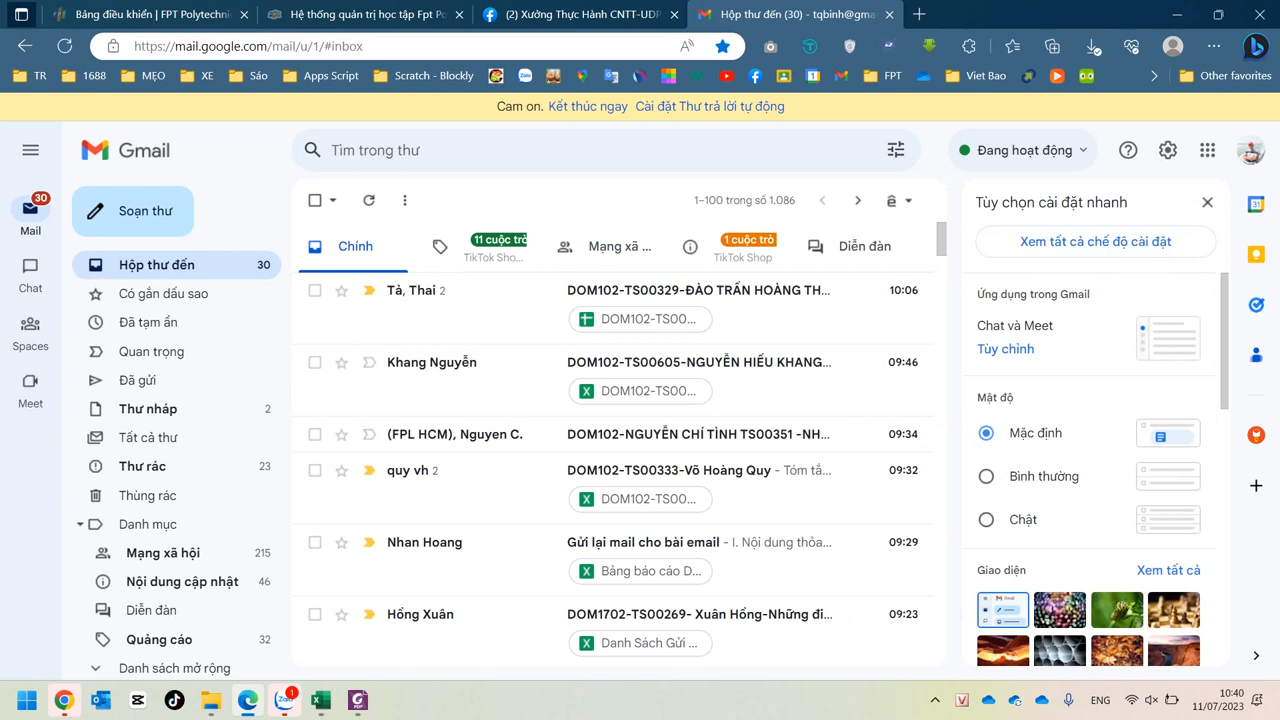 Bảng điều khiển | FPT Polytechni
Hệ thống quản trị học tập Fpt Po
(2) Xưởng Thực Hành CNTT-UDP
Hộp thư đến (30) - tqbinh@gma
https://mail.google.com/mail/u/1/#inbox
TR
1688
MẸO
XE
Sáo
Apps Script
Scratch - Blockly
FPT
Viet Bao
Other favorites
Cam on. Kết thúc ngay Cài đặt Thư trả lời tự động
Gmail
Tìm trong thư
Đang hoạt động
30
Mail
Chat
Spaces
Meet
Soạn thư
Hộp thư đến 30
Có gắn dấu sao
Đã tạm ẩn
Quan trọng
Đã gửi
Thư nháp 2
Tất cả thư
Thư rác 23
Thùng rác
Danh mục
Mạng xã hội 215
Nội dung cập nhật 46
Diễn đàn
Quảng cáo 32
Danh sách mở rộng
1–100 trong số 1.086
Chính
11 cuộc trò
TikTok Sho...
Mạng xã ...
1 cuộc trò
TikTok Shop
Diễn đàn
Tả, Thai 2 DOM102-TS00329-ĐÀO TRẦN HOÀNG TH... 10:06
DOM102-TS00...
Khang Nguyễn DOM102-TS00605-NGUYỄN HIẾU KHANG... 09:46
DOM102-TS00...
(FPL HCM), Nguyen C. DOM102-NGUYỄN CHÍ TÌNH TS00351 -NH... 09:34
quy vh 2 DOM102-TS00333-Võ Hoàng Quy - Tóm tắ... 09:32
DOM102-TS00...
Nhan Hoang Gửi lại mail cho bài email - I. Nội dung thỏa... 09:29
Bảng báo cáo D...
Hồng Xuân DOM1702-TS00269- Xuân Hồng-Những đi... 09:23
Danh Sách Gửi ...
Tùy chọn cài đặt nhanh
Xem tất cả chế độ cài đặt
Ứng dụng trong Gmail
Chat và Meet
Tùy chỉnh
Mật độ
Mặc định
Bình thường
Chật
Giao diện Xem tất cả
ENG
10:40
11/07/2023